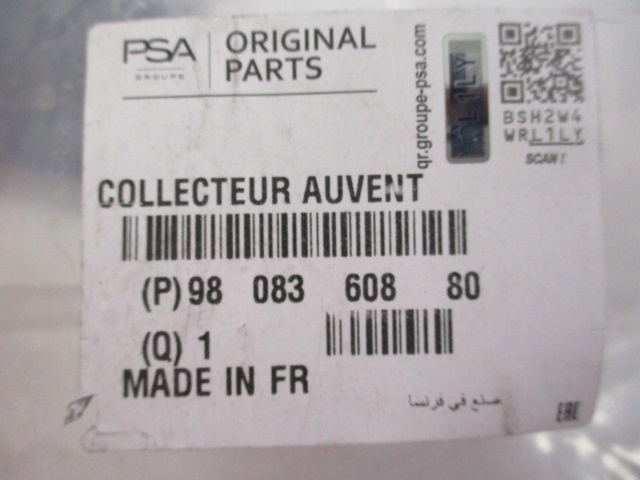 PSA
GROUPE
ORIGINAL
PARTS
qr.groupe-psa.com
L1LY
BSH2W4
WRL1LY
SCAN!
COLLECTEUR AUVENT
(P) 98 083 608 80
(Q) 1
MADE IN FR
صنع في فرنسا
EAC